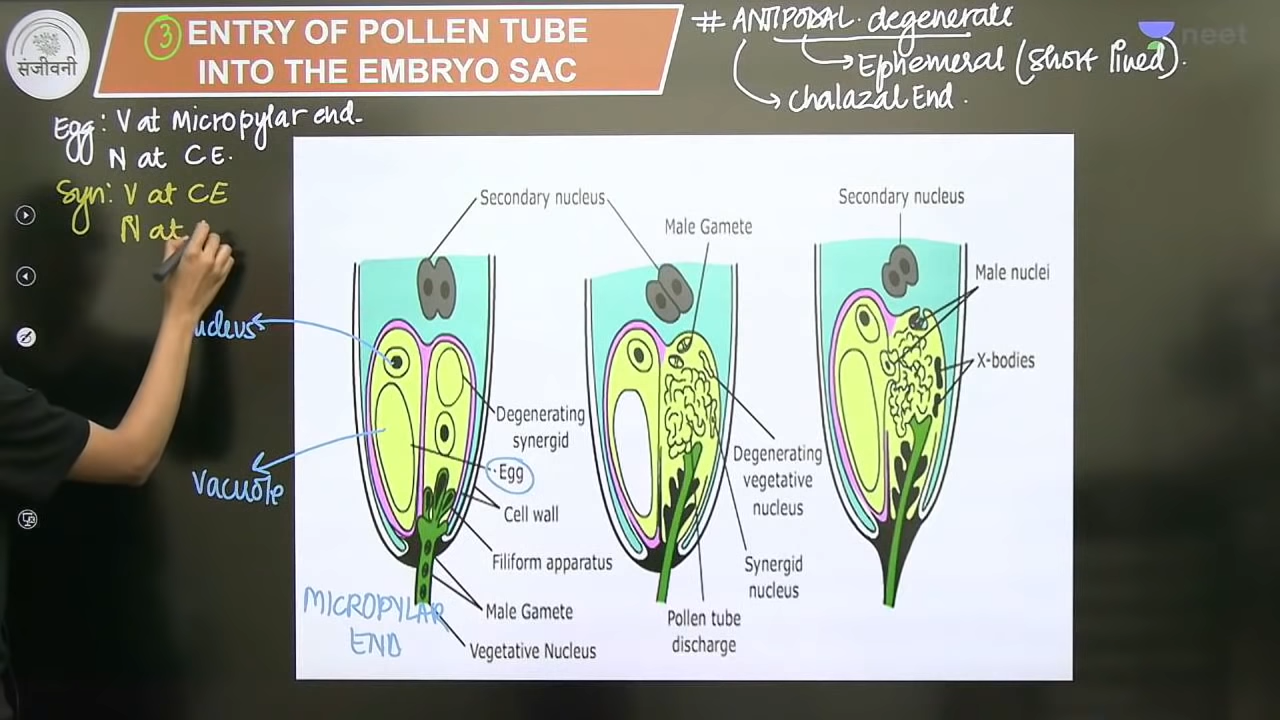 संजीवनी
3 ENTRY OF POLLEN TUBE
INTO THE EMBRYO SAC
# ANTIPODAL degenerate
Ephemeral (short lived).
Chalazal End.
neet
Egg: V at Micropylar end.
N at CE.
Syn: V at CE
N at
Secondary nucleus
Male Gamete
Secondary nucleus
Male nuclei
X-bodies
Vacuole
Degenerating
synergid
Egg
Cell wall
Filiform apparatus
Male Gamete
Vegetative Nucleus
MICROPYLAR
END
Degenerating
vegetative
nucleus
Synergid
nucleus
Pollen tube
discharge